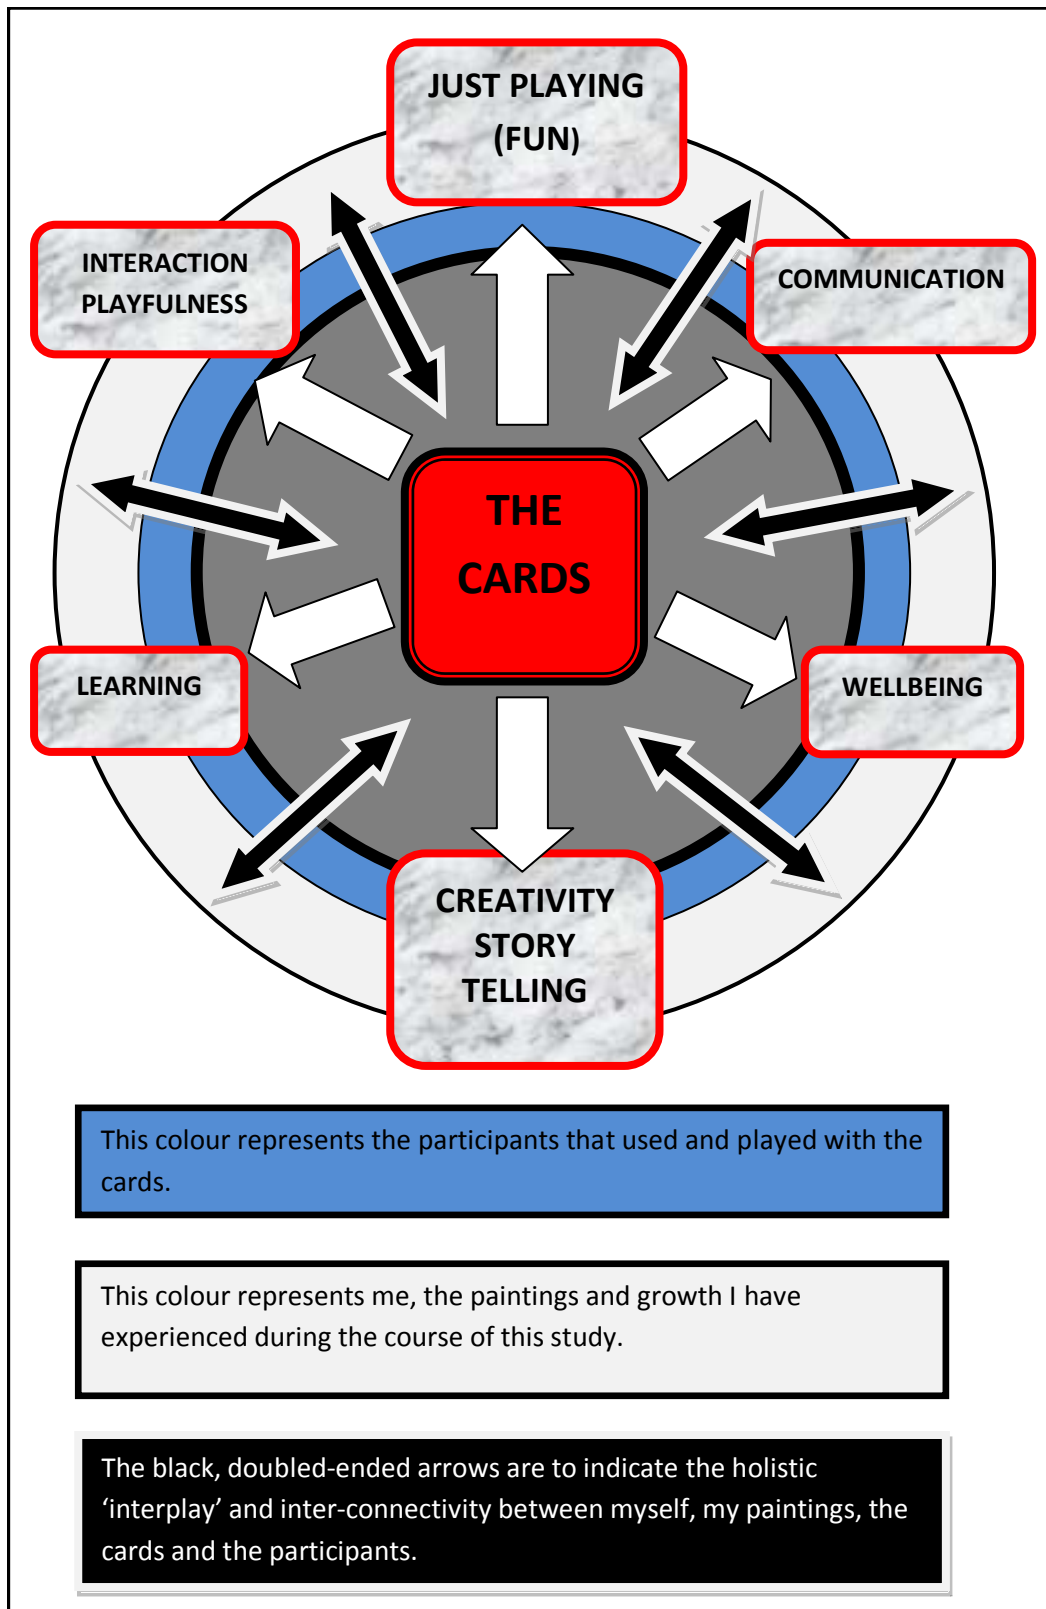 JUST PLAYING
(FUN)
INTERACTION
PLAYFULNESS
COMMUNICATION
THE
CARDS
LEARNING
WELLBEING
CREATIVITY
STORY
TELLING
This colour represents the participants that used and played with the
cards.
This colour represents me, the paintings and growth I have
experienced during the course of this study.
The black, doubled-ended arrows are to indicate the holistic
‘interplay’ and inter-connectivity between myself, my paintings, the
cards and the participants.